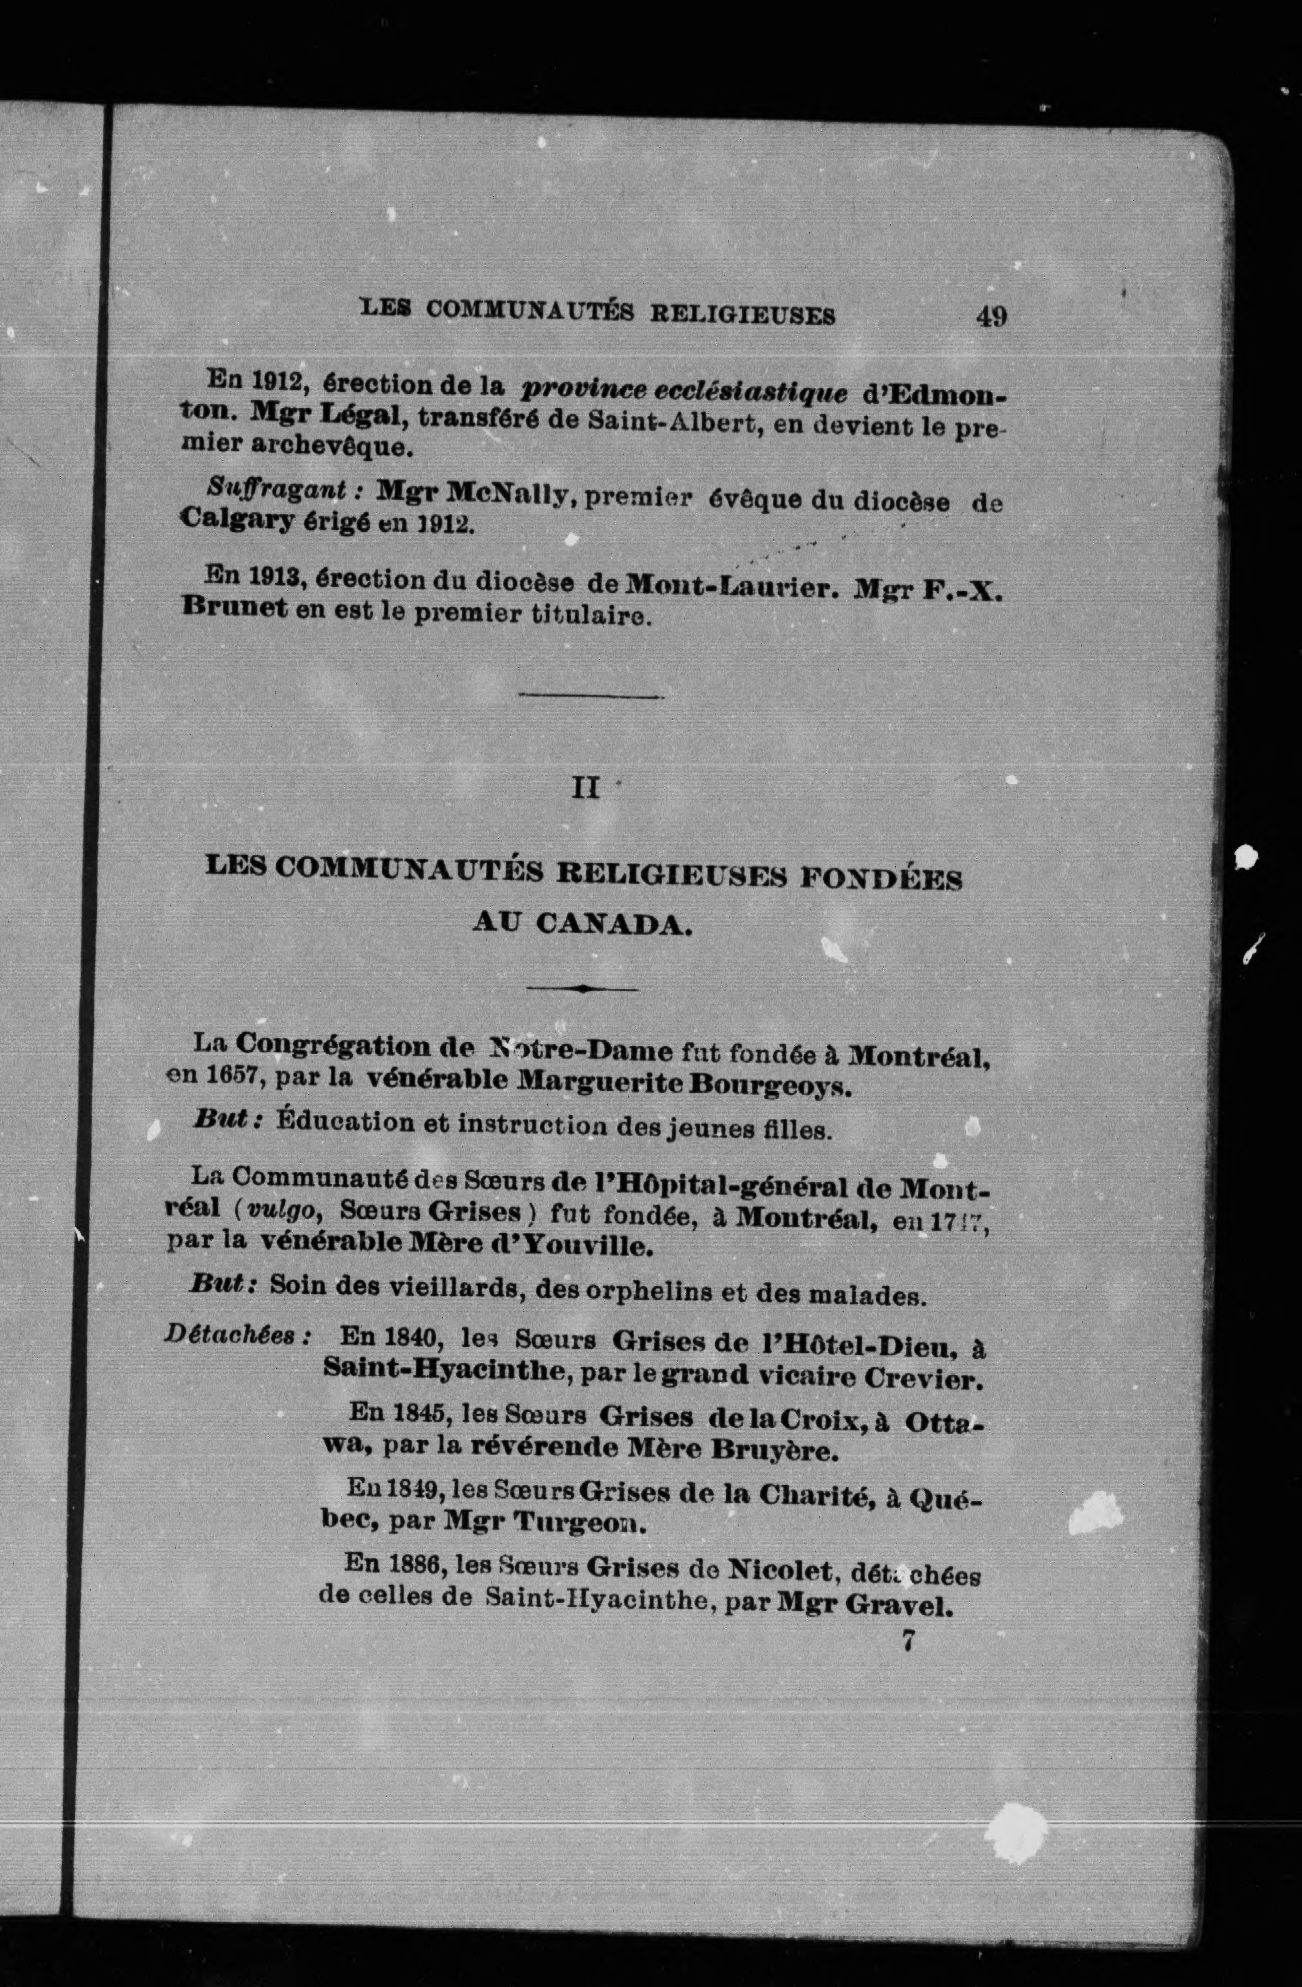 LES COMMUNAUTÉS RELIGIEUSES 49
En 1912, érection de la province ecclésiastique d'Edmon-
ton. Mgr Légal, transféré de Saint-Albert, en devient le pre-
mier archevêque.
Suffragant : Mgr McNally, premier évêque du diocèse de
Calgary érigé en 1912.
En 1913, érection du diocèse de Mont-Laurier. Mgr F.-X.
Brunet en est le premier titulaire.
II
LES COMMUNAUTÉS RELIGIEUSES FONDÉES
AU CANADA.
La Congrégation de Notre-Dame fut fondée à Montréal,
en 1657, par la vénérable Marguerite Bourgeoys.
But : Éducation et instruction des jeunes filles.
La Communauté des Sœurs de l'Hôpital-général de Mont-
réal (vulgo, Sœurs Grises) fut fondée, à Montréal, en
par la vénérable Mère d'Youville.
But : Soin des vieillards, des orphelins et des malades.
Détachées : En 1840, les Sœurs Grises de l'Hôtel-Dieu, à
Saint-Hyacinthe, par le grand vicaire Crevier.
En 1845, les Sœurs Grises de la Croix, à Otta-
wa, par la révérende Mère Bruyère.
En 1849, les Sœurs Grises de la Charité, à Qué-
bec, par Mgr Turgeon.
En 1886, les Sœurs Grises de Nicolet, détachées
de celles de Saint-Hyacinthe, par Mgr Gravel.
7